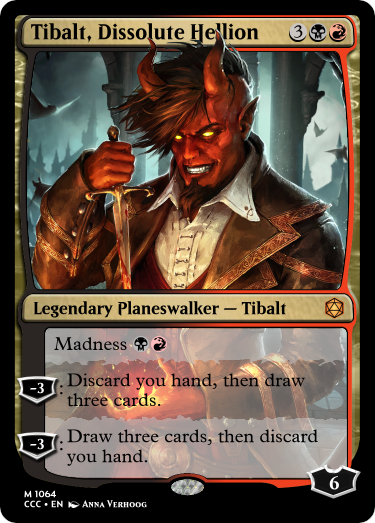 Tibalt, Dissolute Hellion 3
Legendary Planeswalker — Tibalt
Madness
-3: Discard you hand, then draw
three cards.
-3: Draw three cards, then discard
you hand.
6
M 1064
CCC • EN Anna Verhoog